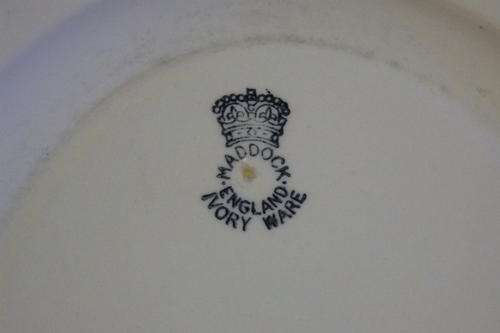 MADDOCK
· ENGLAND ·
IVORY WARE